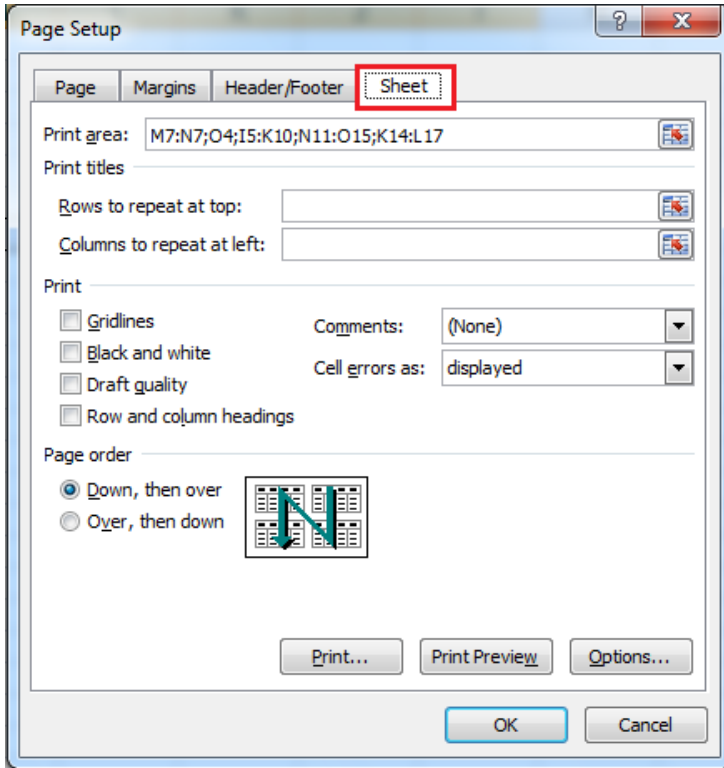 Page Setup
Page Margins Header/Footer Sheet
Print area: M7:N7;O4;I5:K10;N11:O15;K14:L17
Print titles
Rows to repeat at top:
Columns to repeat at left:
Print
Gridlines Comments: (None)
Black and white
Cell errors as: displayed
Draft quality
Row and column headings
Page order
Down, then over
Over, then down
Print... Print Preview Options...
OK Cancel